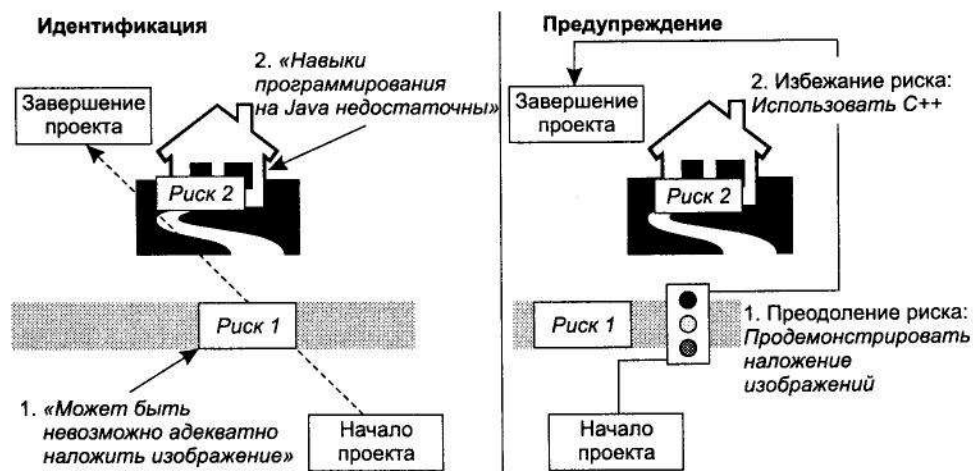 Идентификация
2. «Навыки
программирования
на Java недостаточны»
Завершение
проекта
Риск 2
Риск 1
1. «Может быть
невозможно адекватно
наложить изображение»
Начало
проекта
Предупреждение
Завершение
проекта
2. Избежание риска:
Использовать C++
Риск 2
Риск 1
1. Преодоление риска:
Продемонстрировать
наложение
изображений
Начало
проекта